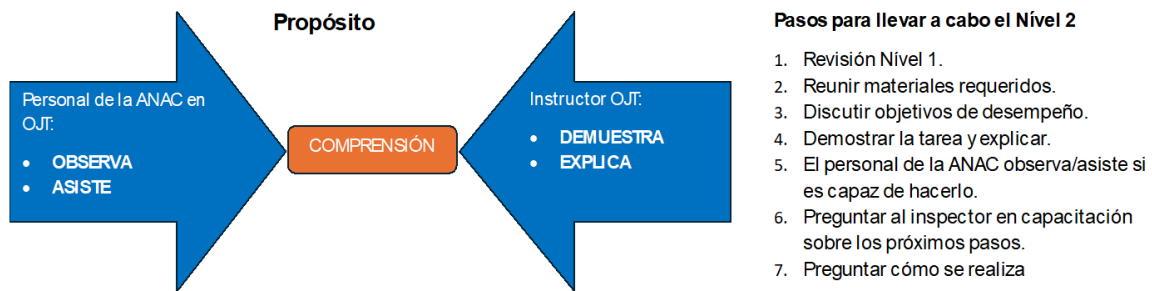 Propósito
Personal de la ANAC en
OJT:
• OBSERVA
• ASISTE
COMPRENSIÓN
Instructor OJT:
• DEMUESTRA
• EXPLICA
Pasos para llevar a cabo el Nível 2
1. Revisión Nível 1.
2. Reunir materiales requeridos.
3. Discutir objetivos de desempeño.
4. Demostrar la tarea y explicar.
5. El personal de la ANAC observa/asiste si
es capaz de hacerlo.
6. Preguntar al inspector en capacitación
sobre los próximos pasos.
7. Preguntar cómo se realiza